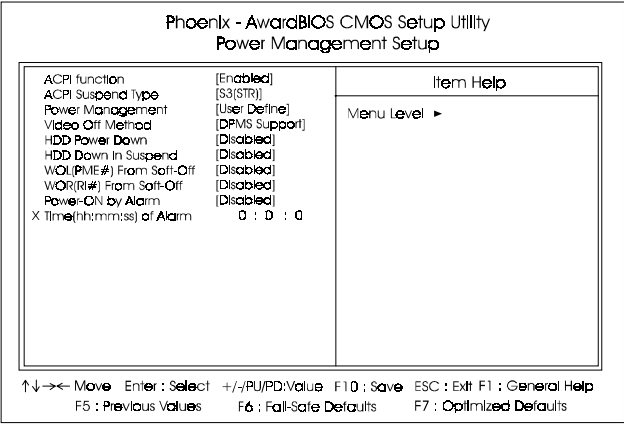 Phoenix - AwardBIOS CMOS Setup Utility
Power Management Setup
ACPI function [Enabled]
ACPI Suspend Type [S3(STR)]
Power Management [User Define]
Video Off Method [DPMS Support]
HDD Power Down [Disabled]
HDD Down In Suspend [Disabled]
WOL(PME#) From Soft-Off [Disabled]
WOR(RI#) From Soft-Off [Disabled]
Power-ON by Alarm [Disabled]
X Time(hh:mm:ss) of Alarm 0 : 0 : 0
Item Help
Menu Level ►
↑↓→← Move Enter : Select +/-/PU/PD:Value F10 : Save ESC : Exit F1 : General Help
F5 : Previous Values F6 : Fail-Safe Defaults F7 : Optimized Defaults